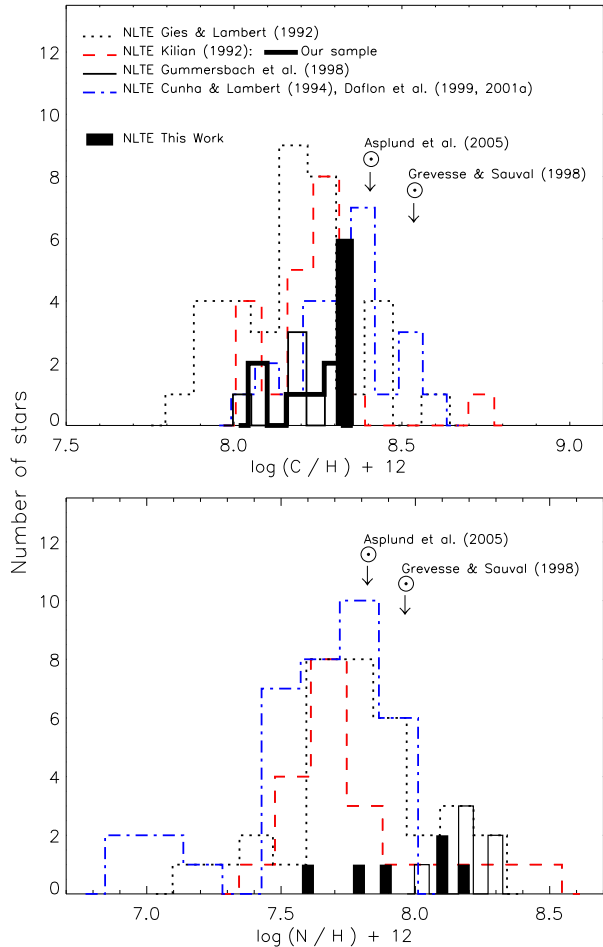 NLTE Gies & Lambert (1992)
NLTE Kilian (1992): Our sample
NLTE Gummersbach et al. (1998)
NLTE Cunha & Lambert (1994), Daflon et al. (1999, 2001a)
NLTE This Work
Asplund et al. (2005)
Grevesse & Sauval (1998)
12
10
8
6
4
2
0
7.5 8.0 8.5 9.0
log (C / H) + 12
Number of stars
Asplund et al. (2005)
Grevesse & Sauval (1998)
12
10
8
6
4
2
0
7.0 7.5 8.0 8.5
log (N / H) + 12